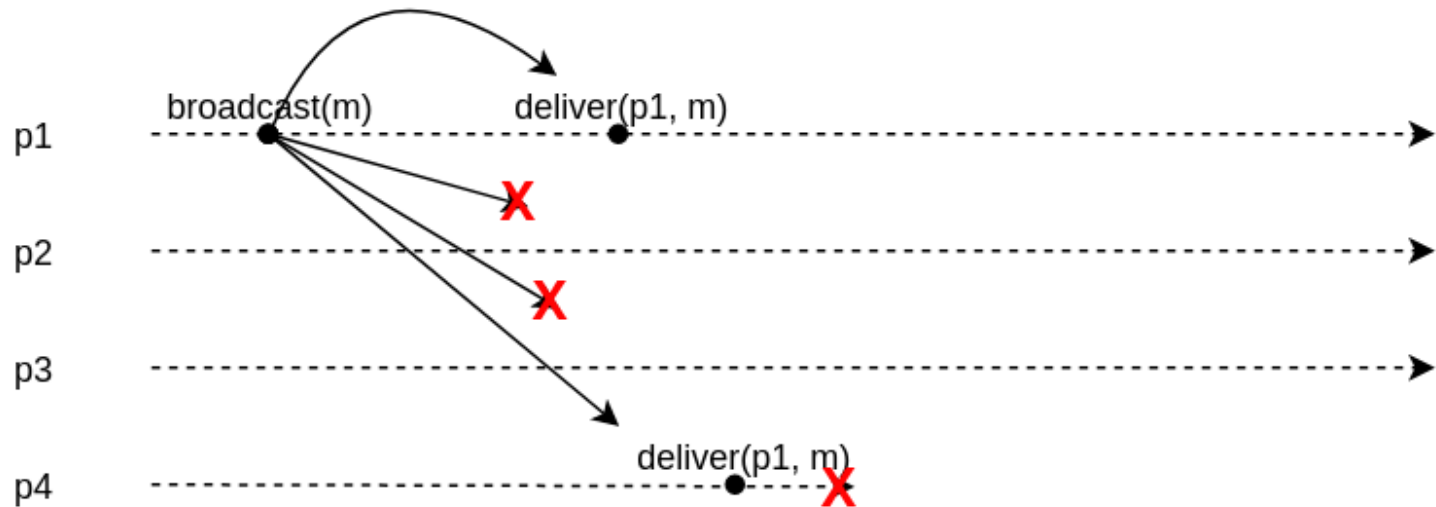 broadcast(m)
deliver(p1, m)
p1
X
p2
X
p3
deliver(p1, m)
p4
X